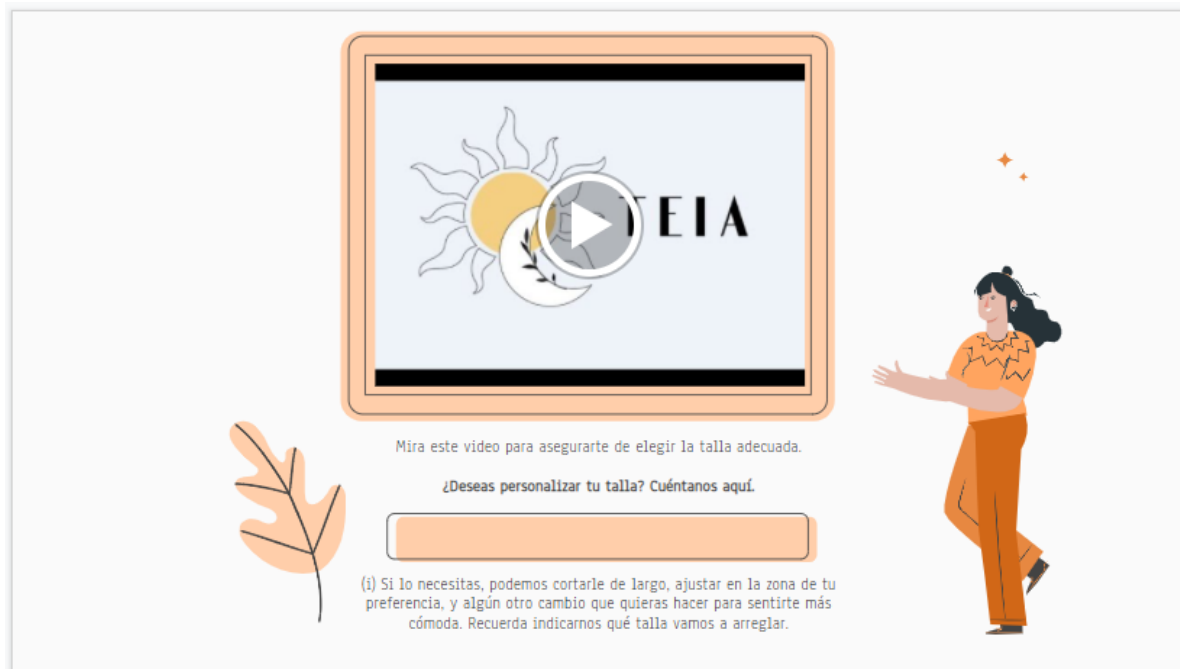 TEIA
Mira este video para asegurarte de elegir la talla adecuada.
¿Deseas personalizar tu talla? Cuéntanos aquí.
(i) Si lo necesitas, podemos cortarle de largo, ajustar en la zona de tu
preferencia, y algún otro cambio que quieras hacer para sentirte más
cómoda. Recuerda indicarnos qué talla vamos a arreglar.